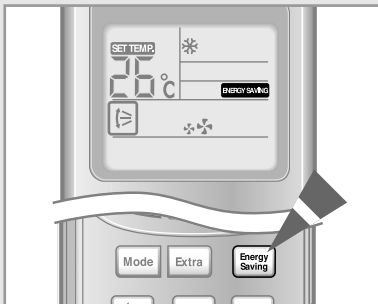 SET TEMP.
26°C
ENERGY SAVING
Mode
Extra
Energy
Saving